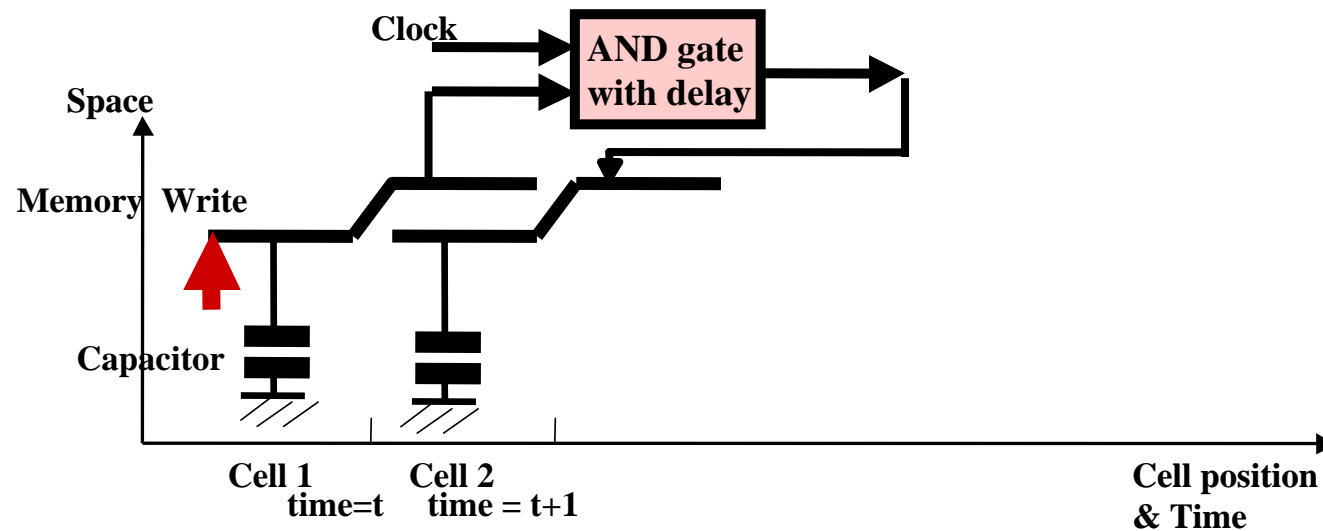 Clock
AND gate
with delay
Space
Memory Write
Capacitor
Cell 1
time=t
Cell 2
time = t+1
Cell position
& Time